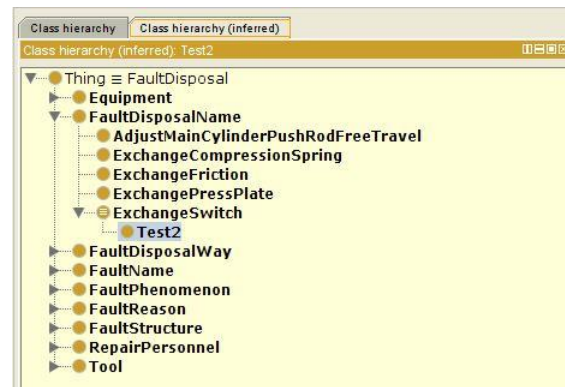 Class hierarchy Class hierarchy (inferred)
Class hierarchy (inferred): Test2
Thing ≡ FaultDisposal
Equipment
FaultDisposalName
AdjustMainCylinderPushRodFreeTravel
ExchangeCompressionSpring
ExchangeFriction
ExchangePressPlate
ExchangeSwitch
Test2
FaultDisposalWay
FaultName
FaultPhenomenon
FaultReason
FaultStructure
RepairPersonnel
Tool